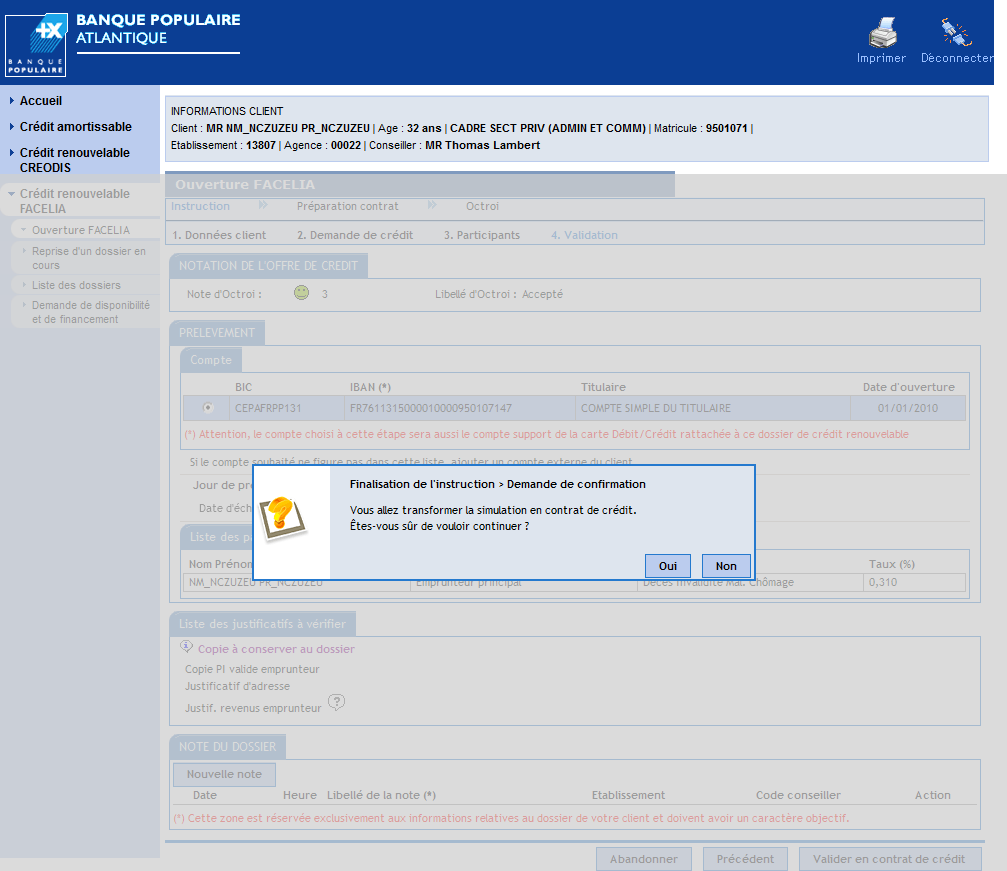 BANQUE POPULAIRE
ATLANTIQUE
BANQUE
POPULAIRE
Imprimer
Déconnecter
Accueil
Crédit amortissable
Crédit renouvelable
CREODIS
Crédit renouvelable
FACELIA
Ouverture FACELIA
Reprise d'un dossier en
cours
Liste des dossiers
Demande de disponibilité
et de financement
INFORMATIONS CLIENT
Client : MR NM_NCZUZEU PR_NCZUZEU | Age : 32 ans | CADRE SECT PRIV (ADMIN ET COMM) | Matricule : 9501071 |
Etablissement : 13807 | Agence : 00022 | Conseiller : MR Thomas Lambert
Ouverture FACELIA
Instruction Préparation contrat Octroi
1. Données client 2. Demande de crédit 3. Participants 4. Validation
NOTATION DE L'OFFRE DE CREDIT
Note d'Octroi : 3 Libellé d'Octroi : Accepté
PRELEVEMENT
Compte
BIC IBAN (*) Titulaire Date d'ouverture
CEPAFRPP131 FR7611315000010000950107147 COMPTE SIMPLE DU TITULAIRE 01/01/2010
(*) Attention, le compte choisi à cette étape sera aussi le compte support de la carte Débit/Crédit rattachée à ce dossier de crédit renouvelable
Si le compte souhaité ne figure pas dans cette liste, ajouter un compte externe du client
Jour de pr
Date d'éch
Finalisation de l'instruction > Demande de confirmation
Vous allez transformer la simulation en contrat de crédit.
Êtes-vous sûr de vouloir continuer ?
Oui Non
Liste des p
Nom Prénom Taux (%)
NM_NCZUZEU PR_NCZUZEU Emprunteur principal Décès Invalidité Mal. Chômage 0,310
Liste des justificatifs à vérifier
Copie à conserver au dossier
Copie PI valide emprunteur
Justificatif d'adresse
Justif. revenus emprunteur ?
NOTE DU DOSSIER
Nouvelle note
Date Heure Libellé de la note (*) Etablissement Code conseiller Action
(*) Cette zone est réservée exclusivement aux informations relatives au dossier de votre client et doivent avoir un caractère objectif.
Abandonner Précédent Valider en contrat de crédit